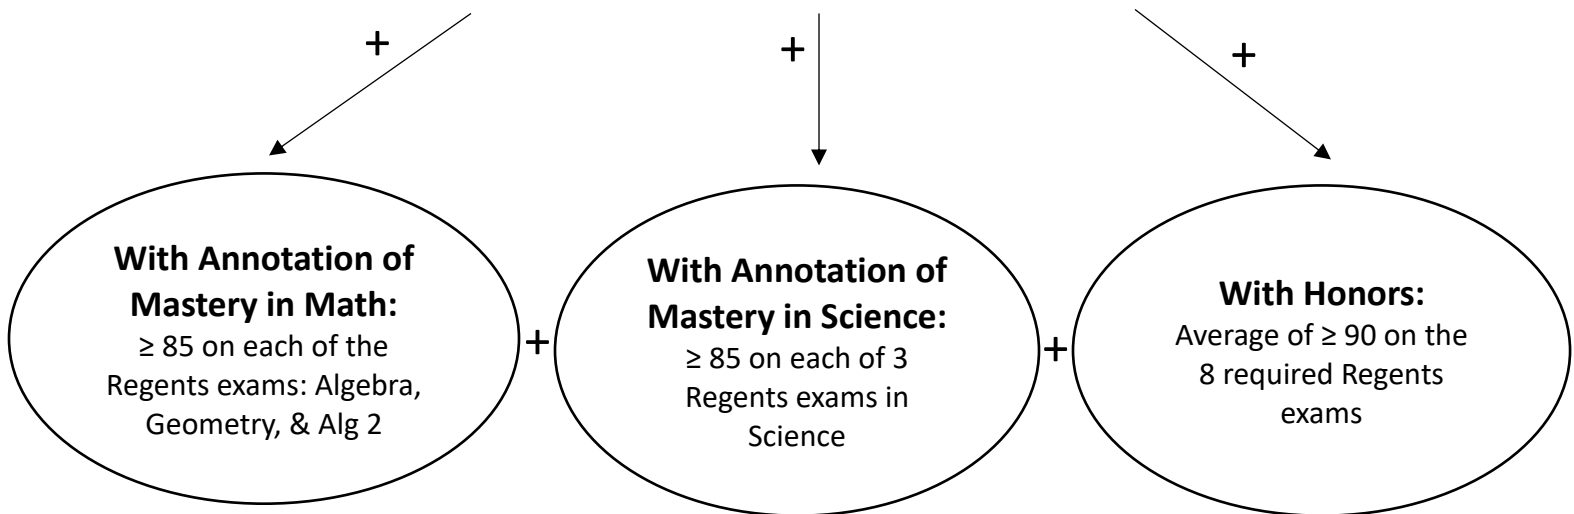 +
+
+
With Annotation of
Mastery in Math:
≥ 85 on each of the
Regents exams: Algebra,
Geometry, & Alg 2
+
With Annotation of
Mastery in Science:
≥ 85 on each of 3
Regents exams in
Science
+
With Honors:
Average of ≥ 90 on the
8 required Regents
exams